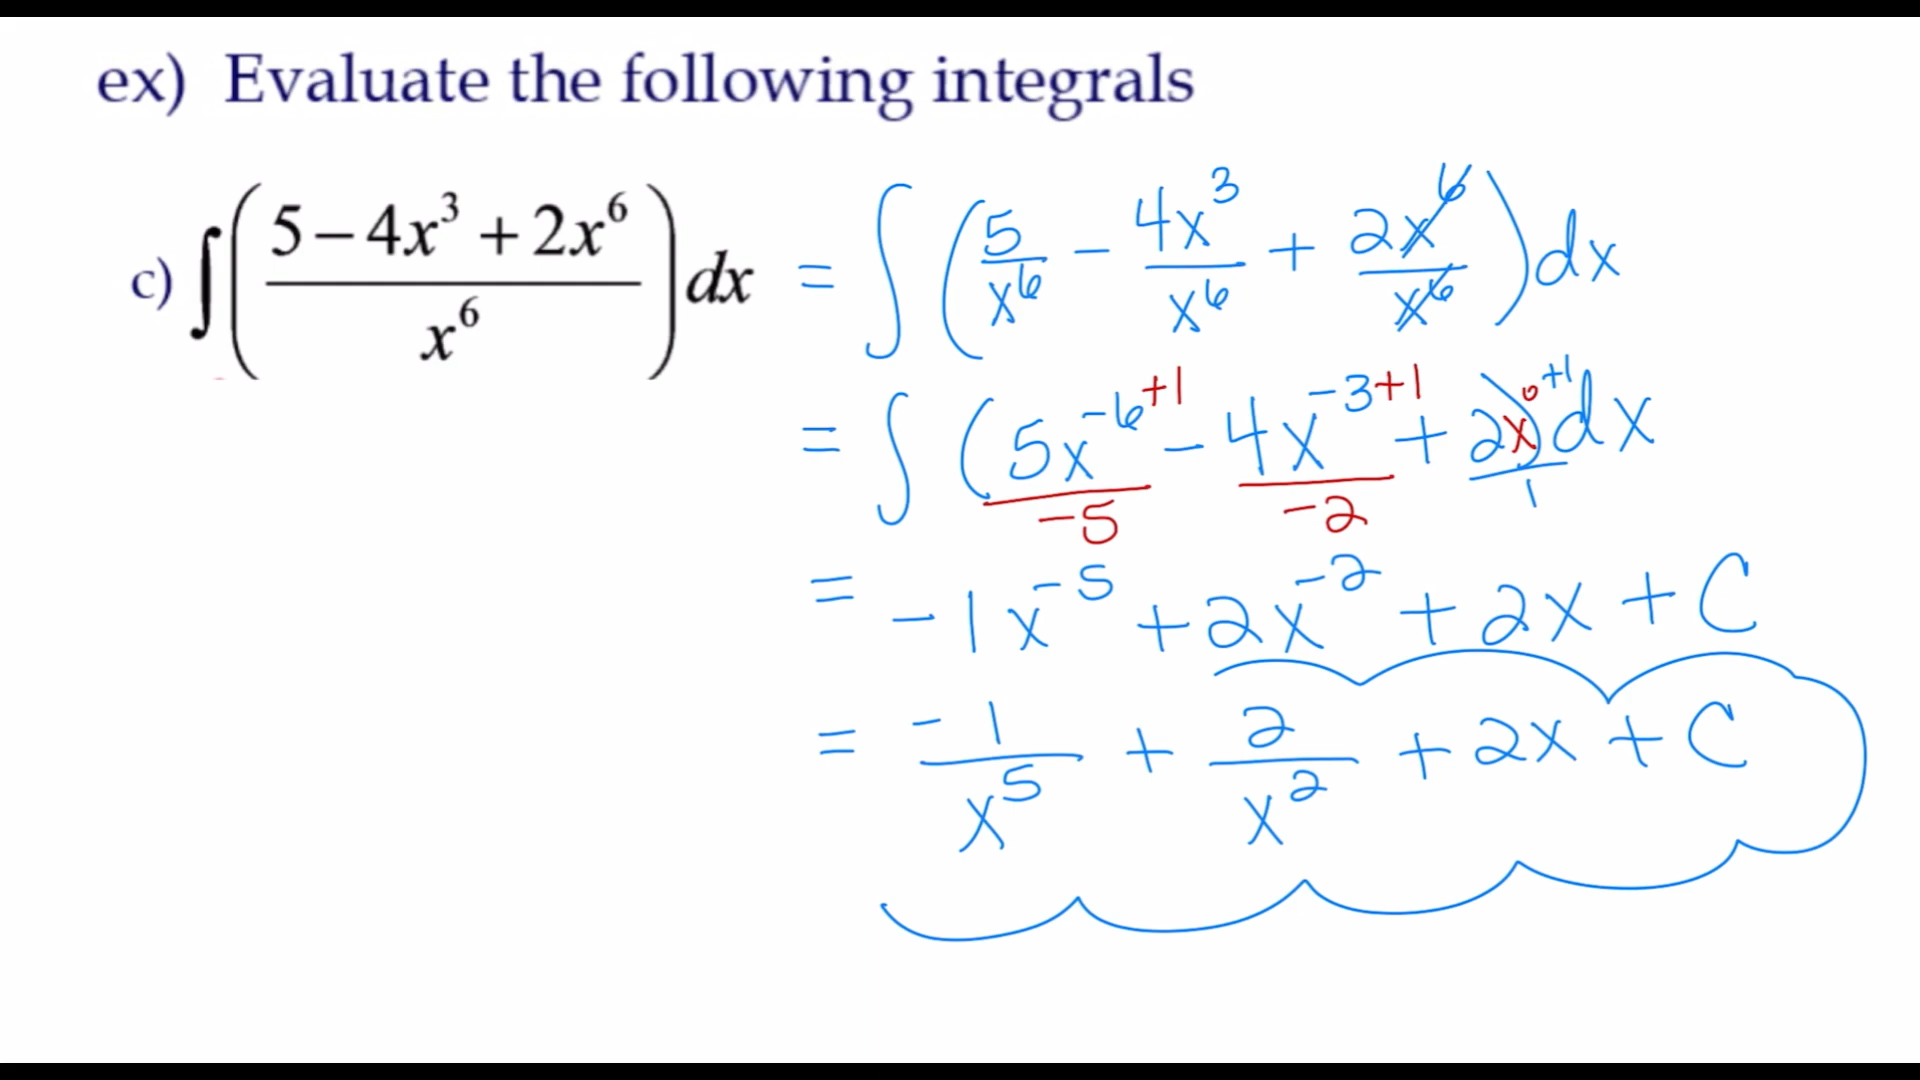 ex) Evaluate the following integrals
c) ∫((5 − 4x³ + 2x⁶)/x⁶) dx = ∫(5/x⁶ − 4x³/x⁶ + 2x⁶/x⁶) dx
= ∫(5x⁻⁶⁺¹/−5 − 4x⁻³⁺¹/−2 + 2x⁰⁺¹/1) dx
= −1x⁻⁵ + 2x⁻² + 2x + C
= −1/x⁵ + 2/x² + 2x + C